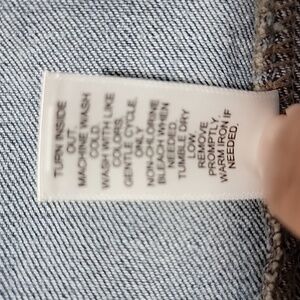 TURN INSIDE
OUT.
MACHINE WASH
COLD.
WASH WITH LIKE
COLORS.
GENTLE CYCLE
ONLY
NON-CHLORINE
BLEACH WHEN
NEEDED.
TUMBLE DRY
LOW.
REMOVE
PROMPTLY.
WARM IRON IF
NEEDED.